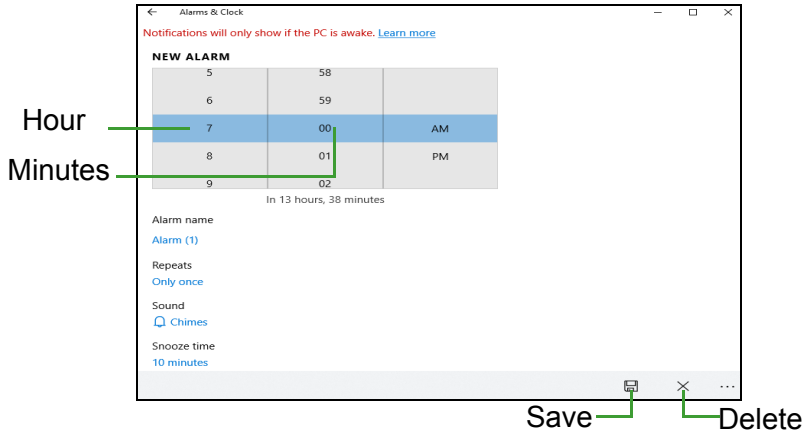 Alarms & Clock
Notifications will only show if the PC is awake. Learn more
NEW ALARM
5 58
6 59
Hour 7 00 AM
8 01 PM
Minutes
9 02
In 13 hours, 38 minutes
Alarm name
Alarm (1)
Repeats
Only once
Sound
Chimes
Snooze time
10 minutes
Save Delete